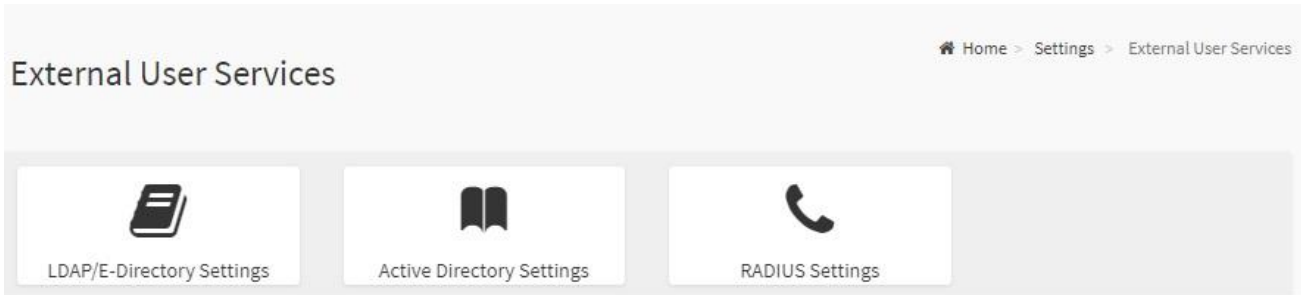 Home > Settings > External User Services
External User Services
LDAP/E-Directory Settings
Active Directory Settings
RADIUS Settings